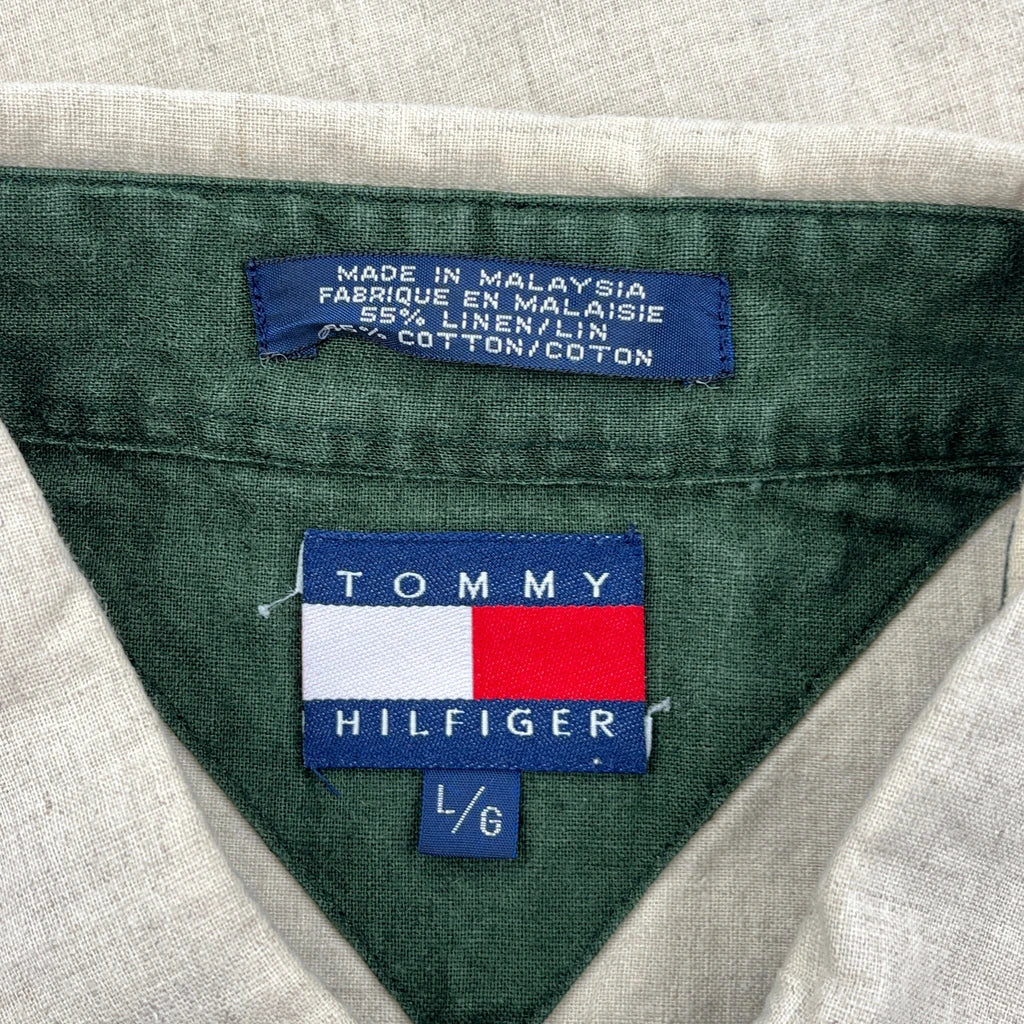 MADE IN MALAYSIA
FABRIQUE EN MALAISIE
55% LINEN/LIN
COTTON/COTON
TOMMY
HILFIGER
L/G